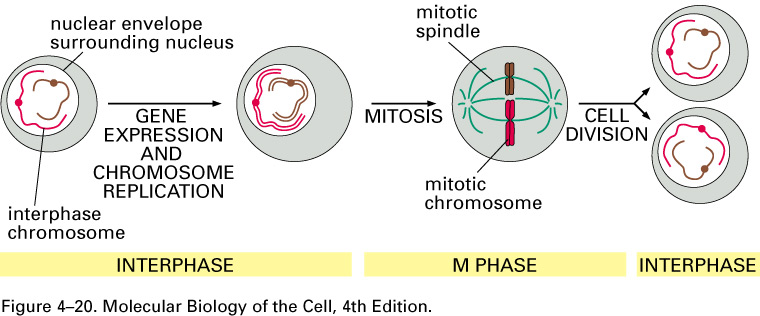 nuclear envelope
surrounding nucleus
GENE
EXPRESSION
AND
CHROMOSOME
REPLICATION
interphase
chromosome
MITOSIS
mitotic
spindle
mitotic
chromosome
CELL
DIVISION
INTERPHASE
M PHASE
INTERPHASE
Figure 4–20. Molecular Biology of the Cell, 4th Edition.